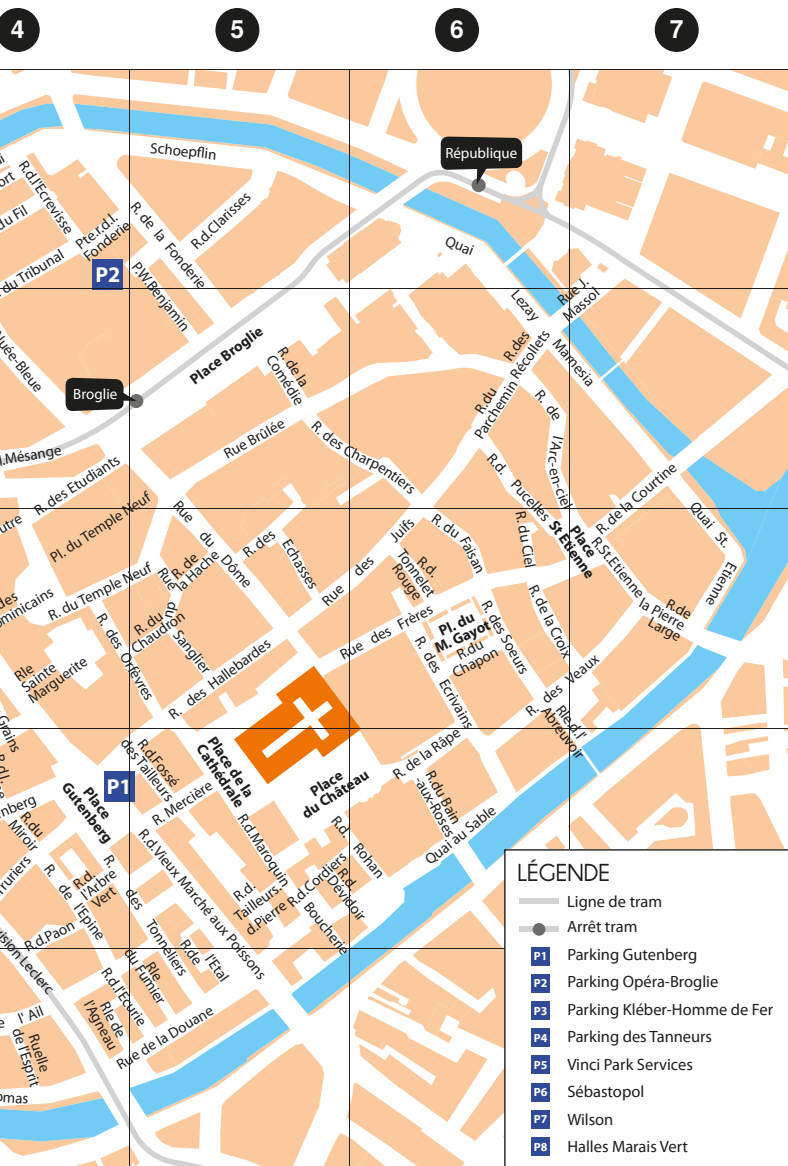 4
5
6
7
Schoepflin
République
R.d.l'Ecrevisse
du Fil
Pte.r.d.l.
Fonderie
R. de la Fonderie
R.d.Clarisses
du Tribunal
P2
P.W.Benjamin
Quai
Lezay
Marnesia
Rue J.
Massol
Nuée-Bleue
Place Broglie
Broglie
R. de la
Comédie
R.des
Récollets
R.du
Parchemin
R. de
l'Arc-en-ciel
Mésange
R. des Etudiants
Rue Brûlée
R. des Charpentiers
R.d.
Pucelles
R. de la Courtine
Pl. du Temple Neuf
Rue
du
Dôme
R. des
Echasses
Rue
des
Juifs
R.du Faisan
R. du Ciel
Place
St Etienne
R.St.Etienne
Quai St.
Etienne
R. du Temple Neuf
R. de
la Hache
Rue
du
Sanglier
R. du
Chaudron
R.d.
Tonnelet
Rouge
Rue des Frères
Pl. du
M. Gayot
R.du
Chapon
R. des Soeurs
R.de la Croix
R.de
la Pierre
Large
R. des
Orfèvres
R. des Hallebardes
Rle
Sainte
Marguerite
R. des
Ecrivains
R. des Veaux
Rle.d.l'
Abreuvoir
Grains
R.d.Fossé
des Tailleurs
Place de la
Cathédrale
Place
du Château
R. de la Râpe
R.du Bain
-aux-Roses
Quai au Sable
P1
Place
Gutenberg
R. Mercière
R.du
Miroir
R.d.
l'Arbre
Vert
R. de l'Epine
R.d.Paon
R.
des
Tonneliers
R.d.Vieux Marché aux Poissons
R.d.Maroquin
R.d.
Tailleurs
d.Pierre
R.d.Cordiers
R.d.
Rohan
R.d.
Dévidoir
Boucherie
R.de
l'Etal
Rle
du Fumier
R.d.l'Ecurie
Rle de
l'Agneau
Rue de la Douane
Leclerc
l' Ail
Ruelle
de l'Esprit
LÉGENDE
Ligne de tram
Arrêt tram
P1 Parking Gutenberg
P2 Parking Opéra-Broglie
P3 Parking Kléber-Homme de Fer
P4 Parking des Tanneurs
P5 Vinci Park Services
P6 Sébastopol
P7 Wilson
P8 Halles Marais Vert